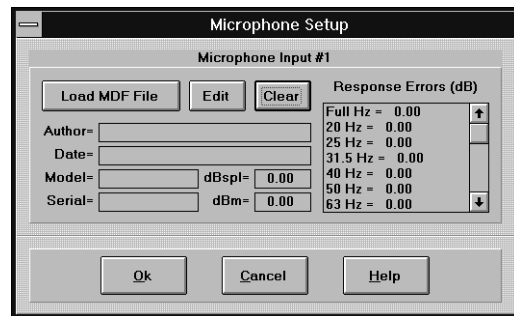 Microphone Setup
Microphone Input #1
Load MDF File Edit Clear
Response Errors (dB)
Full Hz = 0.00
20 Hz = 0.00
25 Hz = 0.00
31.5 Hz = 0.00
40 Hz = 0.00
50 Hz = 0.00
63 Hz = 0.00
Author=
Date=
Model= dBspl= 0.00
Serial= dBm= 0.00
Ok Cancel Help